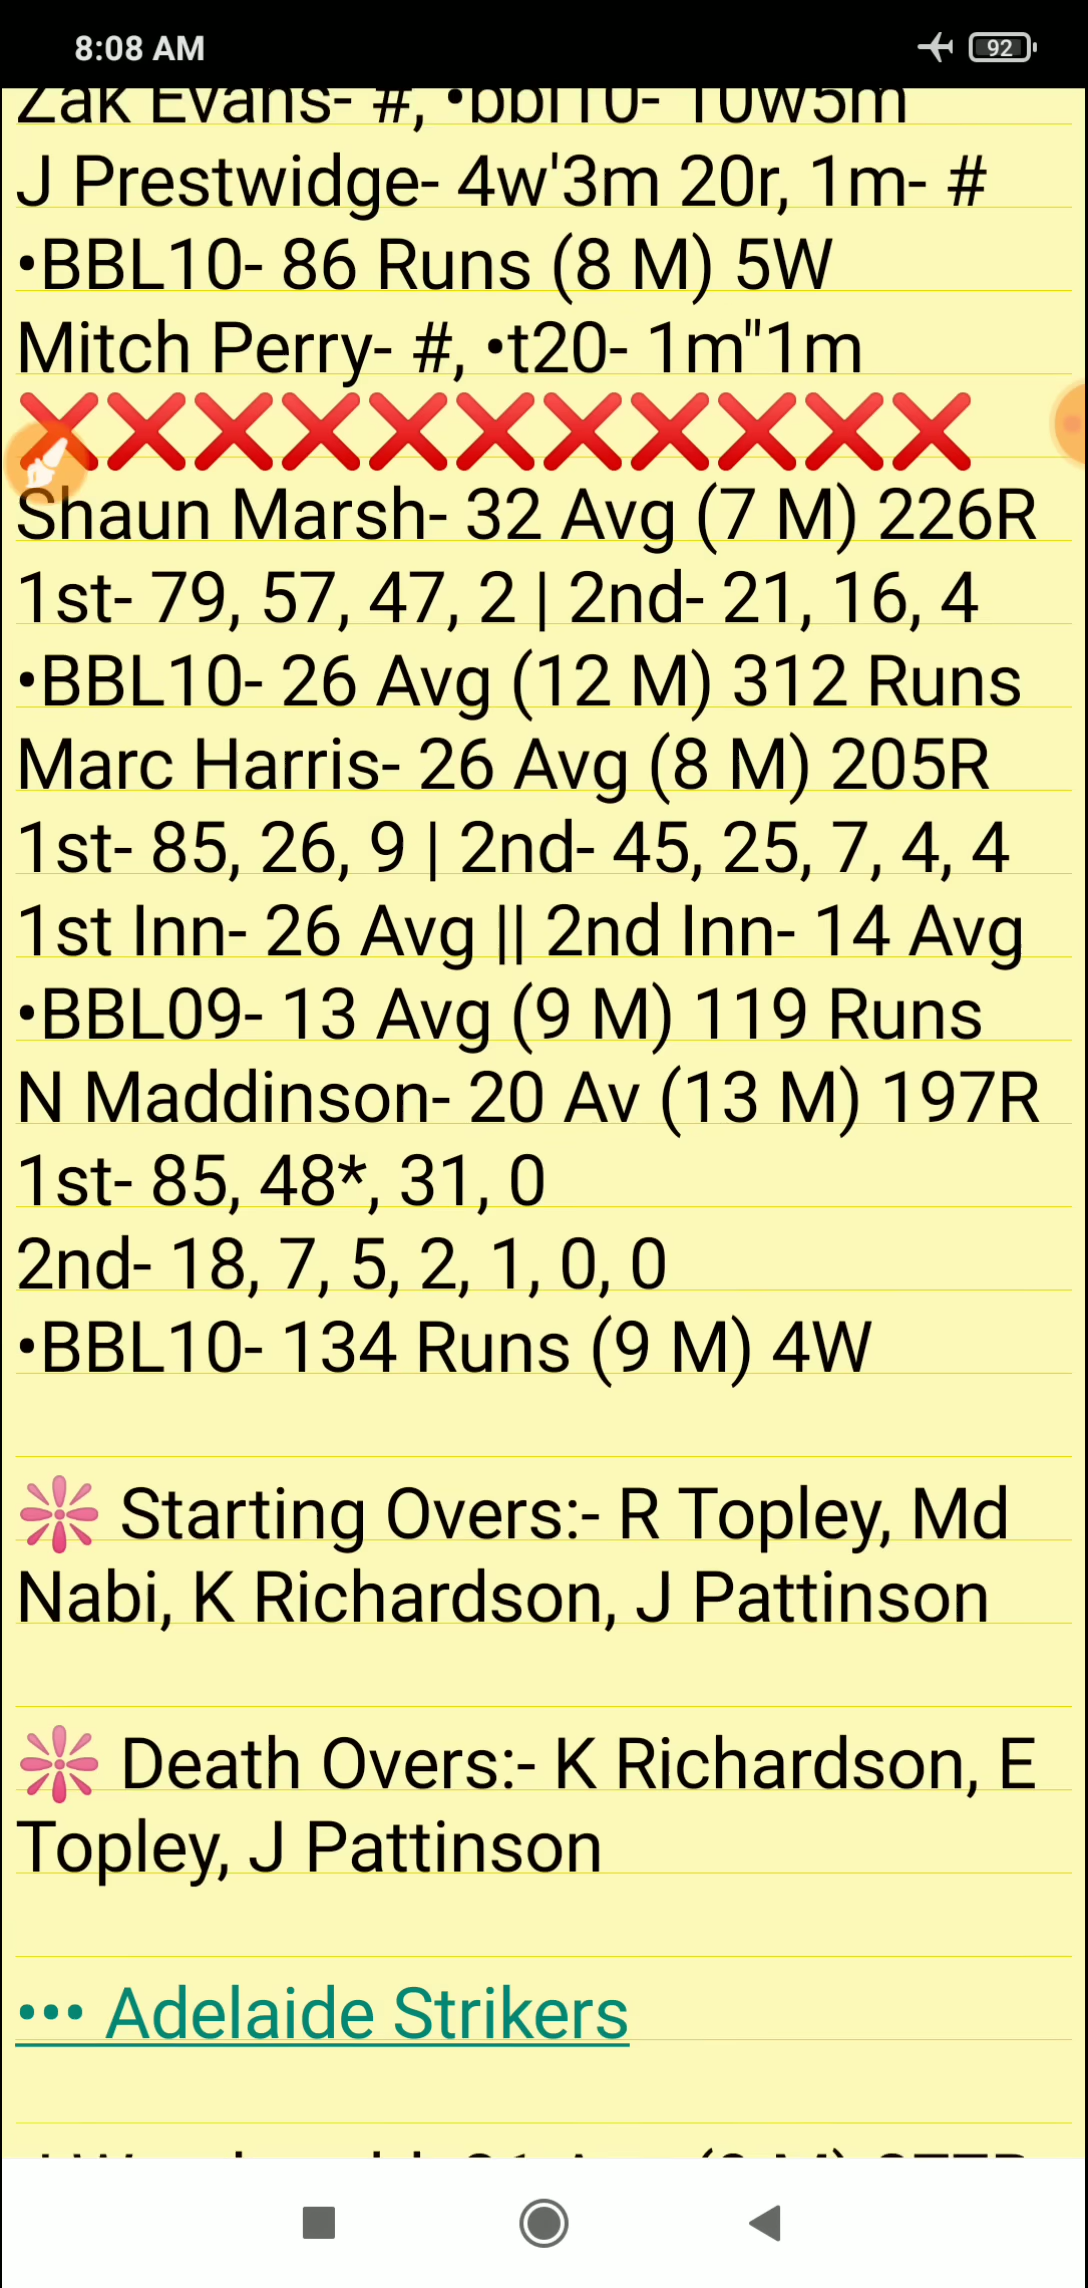 8:08 AM
92
Zak Evans- #, •bbl10- 10w5m
J Prestwidge- 4w'3m 20r, 1m- #
•BBL10- 86 Runs (8 M) 5W
Mitch Perry- #, •t20- 1m"1m
❌❌❌❌❌❌❌❌❌❌❌
Shaun Marsh- 32 Avg (7 M) 226R
1st- 79, 57, 47, 2 | 2nd- 21, 16, 4
•BBL10- 26 Avg (12 M) 312 Runs
Marc Harris- 26 Avg (8 M) 205R
1st- 85, 26, 9 | 2nd- 45, 25, 7, 4, 4
1st Inn- 26 Avg || 2nd Inn- 14 Avg
•BBL09- 13 Avg (9 M) 119 Runs
N Maddinson- 20 Av (13 M) 197R
1st- 85, 48*, 31, 0
2nd- 18, 7, 5, 2, 1, 0, 0
•BBL10- 134 Runs (9 M) 4W
Starting Overs:- R Topley, Md
Nabi, K Richardson, J Pattinson
Death Overs:- K Richardson, E
Topley, J Pattinson
••• Adelaide Strikers